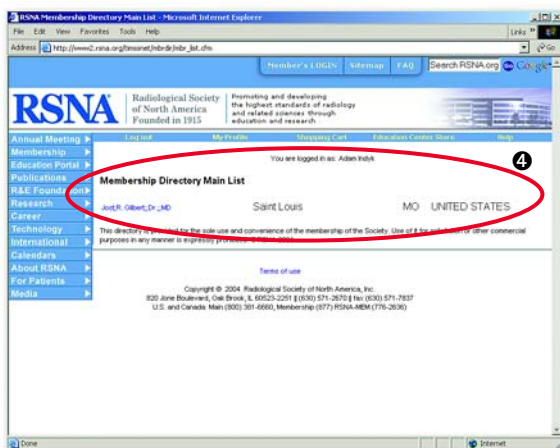 RSNA Membership Directory Main List - Microsoft Internet Explorer
File Edit View Favorites Tools Help
Links
Address http://www2.rsna.org/timssnet/mbrdir/mbr_list.cfm
Go
Member's LOGIN Sitemap FAQ Search RSNA.org Go Google
RSNA
Radiological Society
of North America
Founded in 1915
Promoting and developing
the highest standards of radiology
and related sciences through
education and research
Annual Meeting
Membership
Education Portal
Publications
R&E Foundation
Research
Career
Technology
International
Calendars
About RSNA
For Patients
Media
Log out My Profile Shopping Cart Education Center Store Help
You are logged in as: Adam Indyk
4
Membership Directory Main List
Jost,R. Gilbert,,Dr.,,MD Saint Louis MO UNITED STATES
This directory is provided for the sole use and convenience of the membership of the Society. Use of it for solicitation or other commercial
purposes in any manner is expressly prohibited. 2004
Terms of use
Copyright © 2004 Radiological Society of North America, Inc.
820 Jorie Boulevard, Oak Brook, IL 60523-2251 || (630) 571-2670 || fax (630) 571-7837
U.S. and Canada: Main (800) 381-6660, Membership (877) RSNA-MEM (776-2636)
Done
Internet